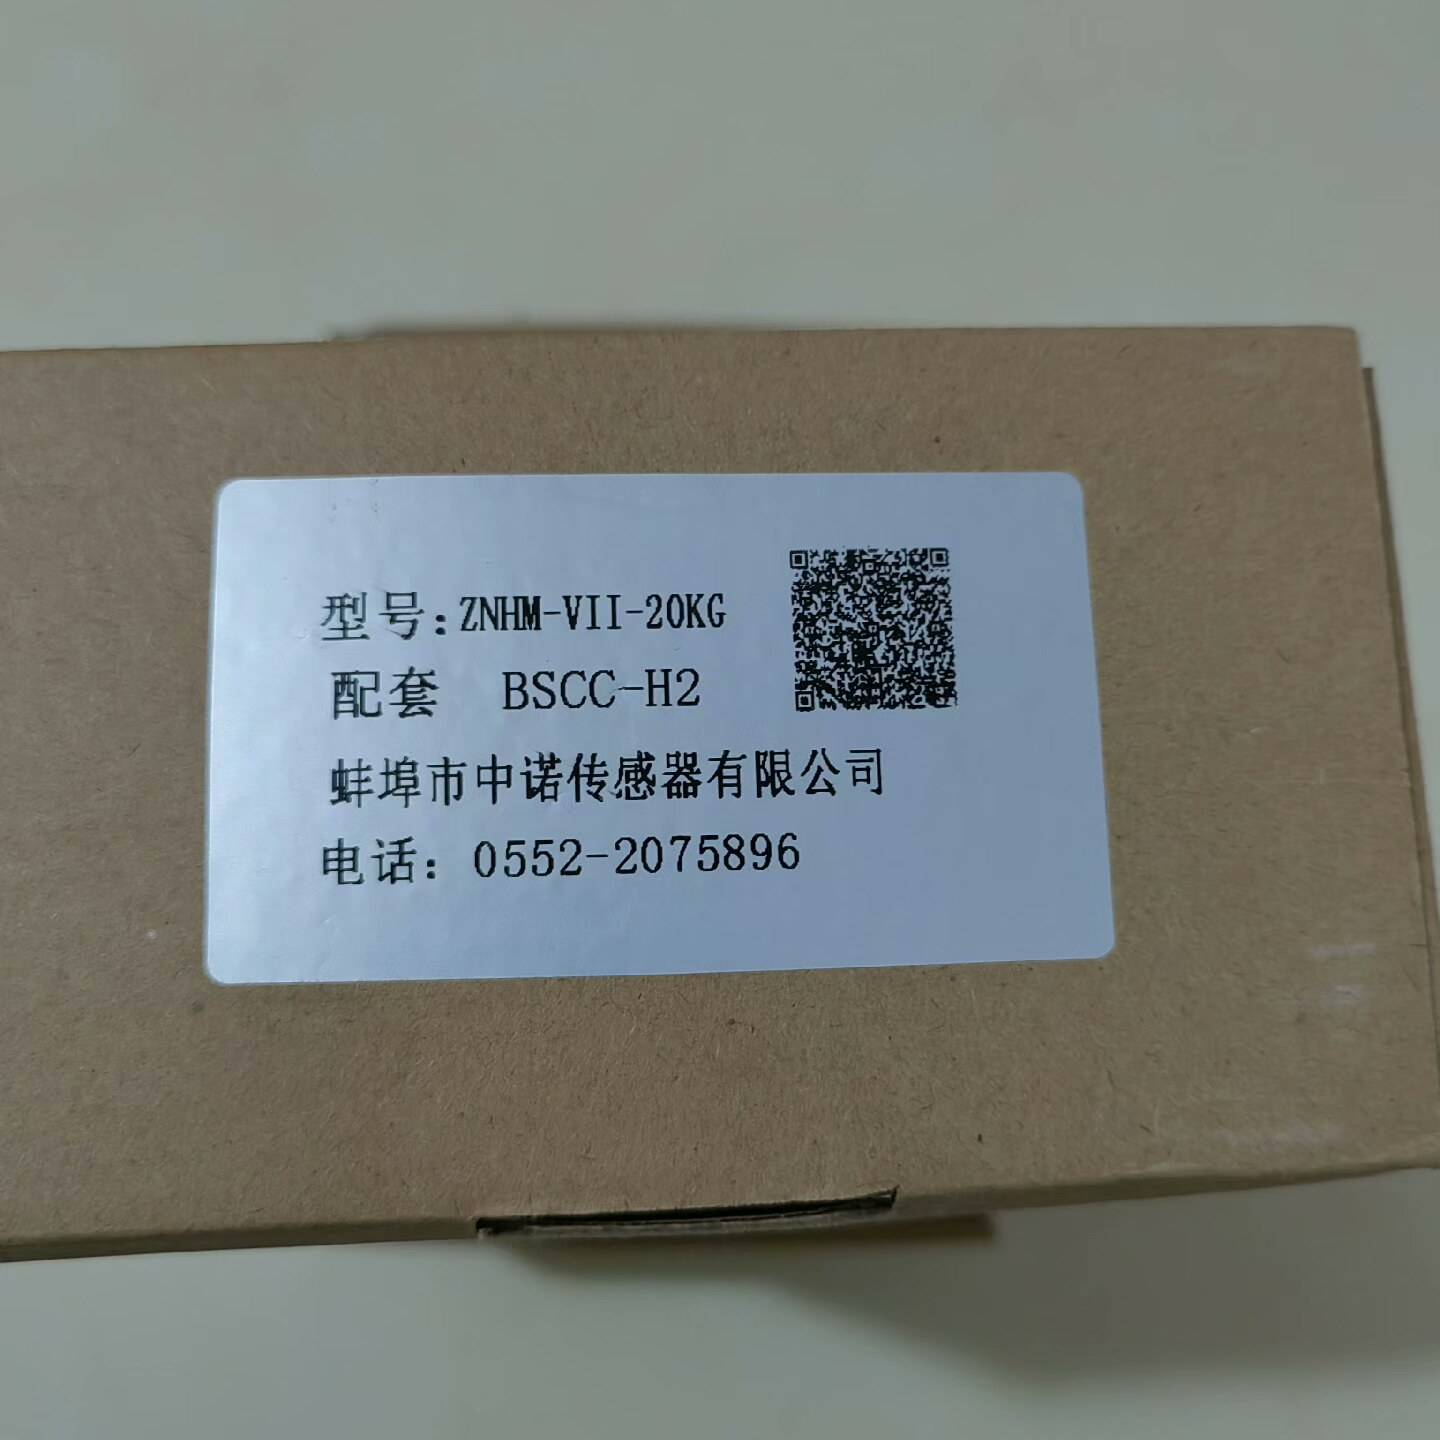 型号:ZNHM-VII-20KG
配套 BSCC-H2
蚌埠市中诺传感器有限公司
电话: 0552-2075896